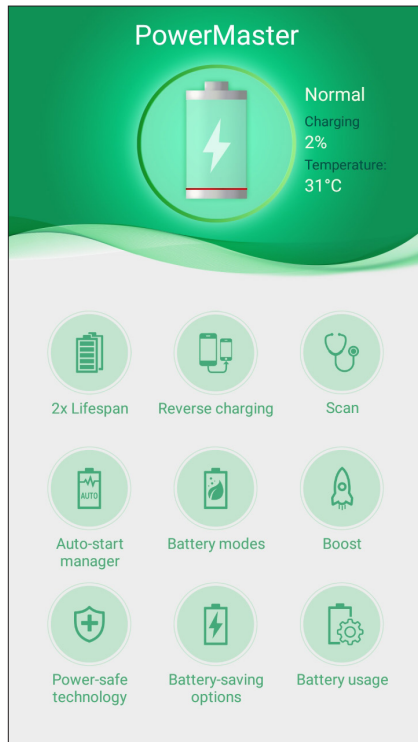 PowerMaster
Normal
Charging
2%
Temperature:
31°C
2x Lifespan
Reverse charging
Scan
AUTO
Auto-start
manager
Battery modes
Boost
Power-safe
technology
Battery-saving
options
Battery usage